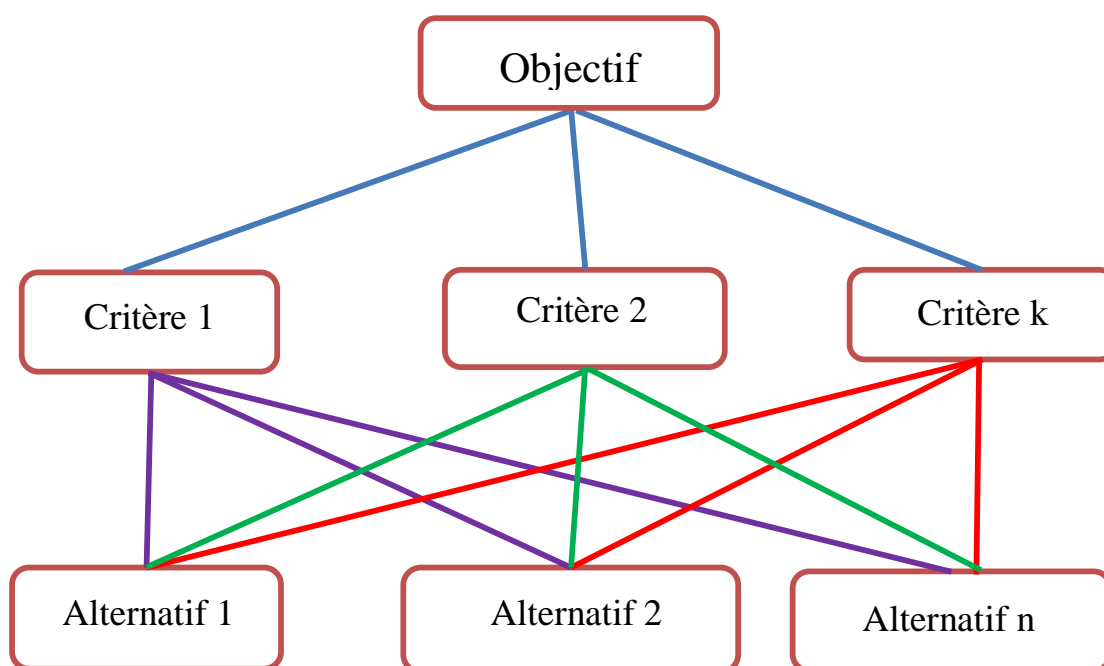 Objectif
Critère 1
Critère 2
Critère k
Alternatif 1
Alternatif 2
Alternatif n